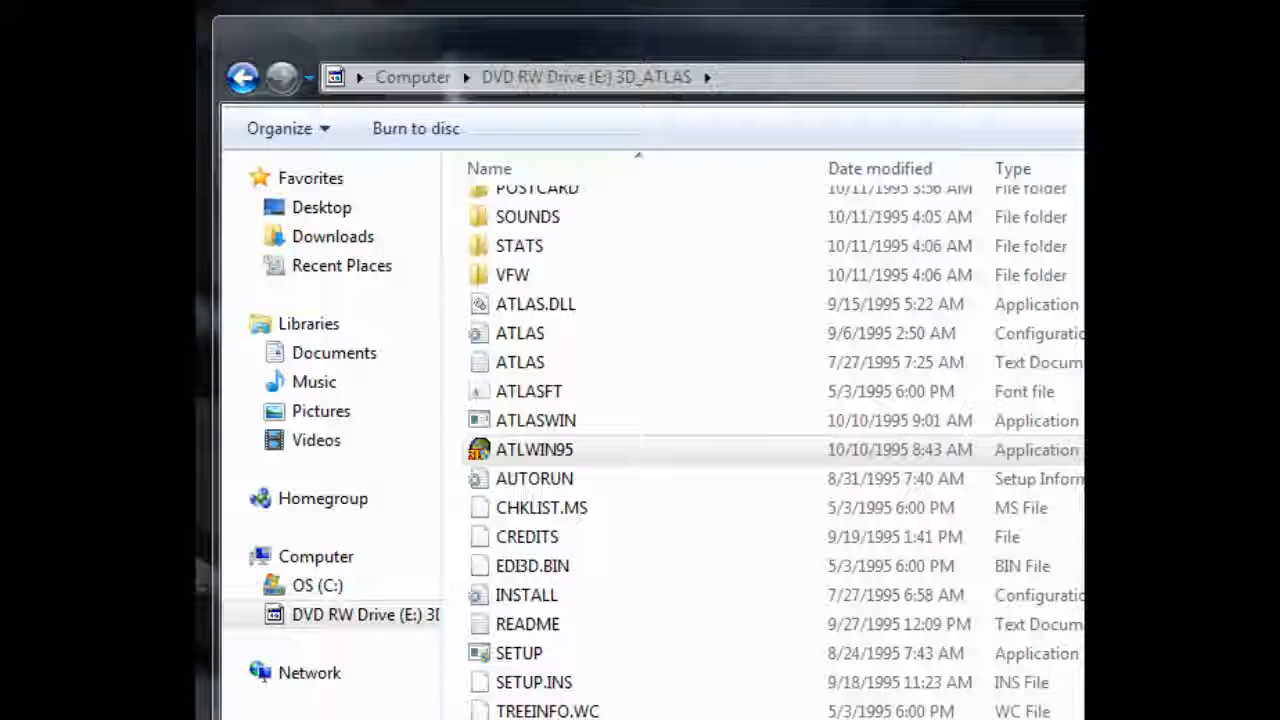 Computer DVD RW Drive (E:) 3D_ATLAS
Organize Burn to disc
Favorites
Desktop
Downloads
Recent Places
Libraries
Documents
Music
Pictures
Videos
Homegroup
Computer
OS (C:)
DVD RW Drive (E:) 3D
Network
Name Date modified Type
POSTCARD 10/11/1995 3:56 AM File folder
SOUNDS 10/11/1995 4:05 AM File folder
STATS 10/11/1995 4:06 AM File folder
VFW 10/11/1995 4:06 AM File folder
ATLAS.DLL 9/15/1995 5:22 AM Application
ATLAS 9/6/1995 2:50 AM Configuratio
ATLAS 7/27/1995 7:25 AM Text Docum
ATLASFT 5/3/1995 6:00 PM Font file
ATLASWIN 10/10/1995 9:01 AM Application
ATLWIN95 10/10/1995 8:43 AM Application
AUTORUN 8/31/1995 7:40 AM Setup Inform
CHKLIST.MS 5/3/1995 6:00 PM MS File
CREDITS 9/19/1995 1:41 PM File
EDI3D.BIN 5/3/1995 6:00 PM BIN File
INSTALL 7/27/1995 6:58 AM Configuratio
README 9/27/1995 12:09 PM Text Docum
SETUP 8/24/1995 7:43 AM Application
SETUP.INS 9/18/1995 11:23 AM INS File
TREEINFO.WC 5/3/1995 6:00 PM WC File